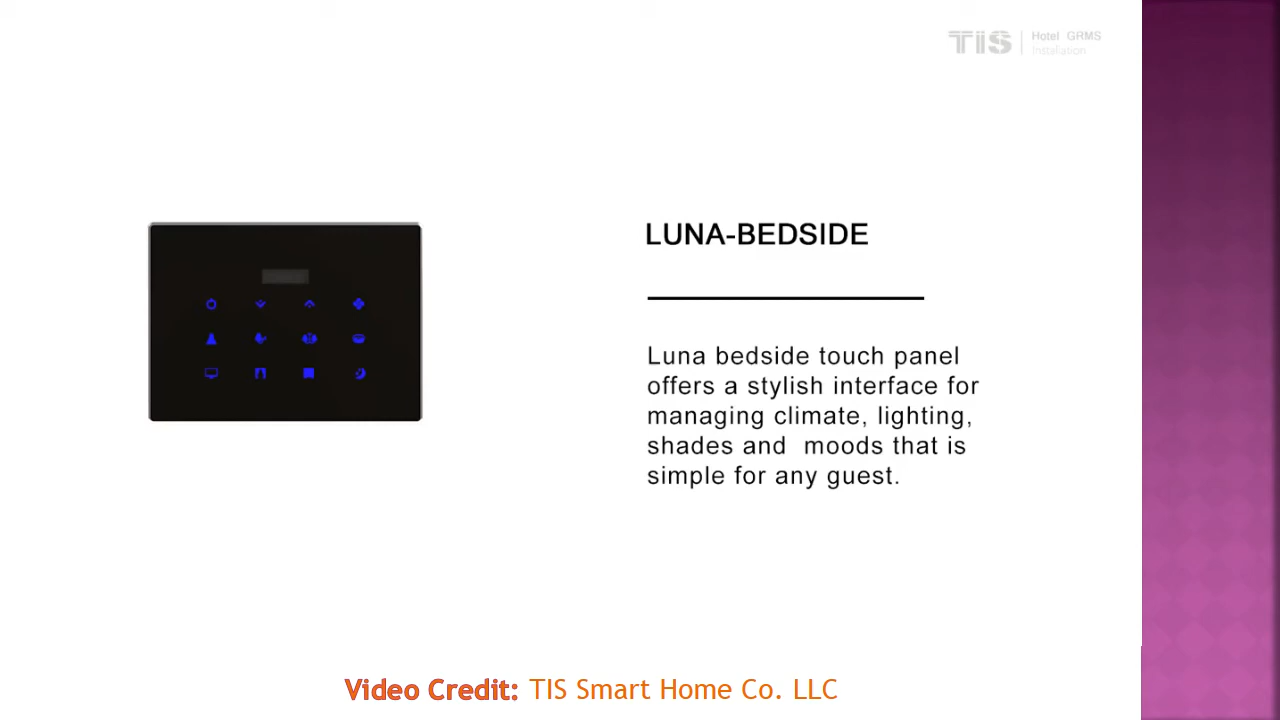 TIS
Hotel GRMS
Installation
LUNA-BEDSIDE
Luna bedside touch panel
offers a stylish interface for
managing climate, lighting,
shades and moods that is
simple for any guest.
Video Credit: TIS Smart Home Co. LLC